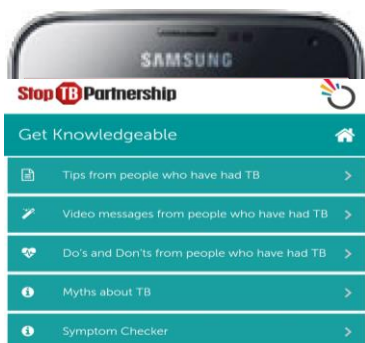 SAMSUNG
Stop TB Partnership
Get Knowledgeable
Tips from people who have had TB
Video messages from people who have had TB
Do's and Don'ts from people who have had TB
Myths about TB
Symptom Checker